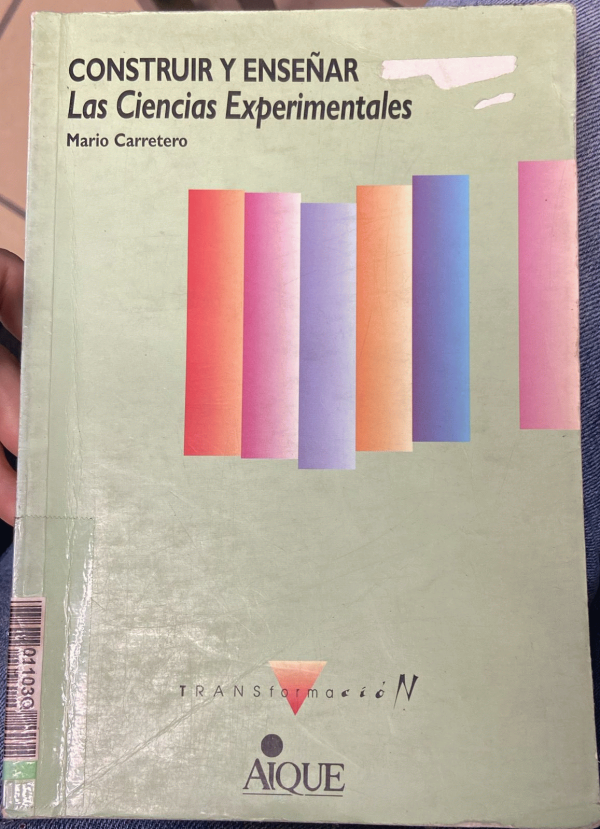 CONSTRUIR Y ENSEÑAR
Las Ciencias Experimentales
Mario Carretero
TRANSformacióN
AIQUE
011030